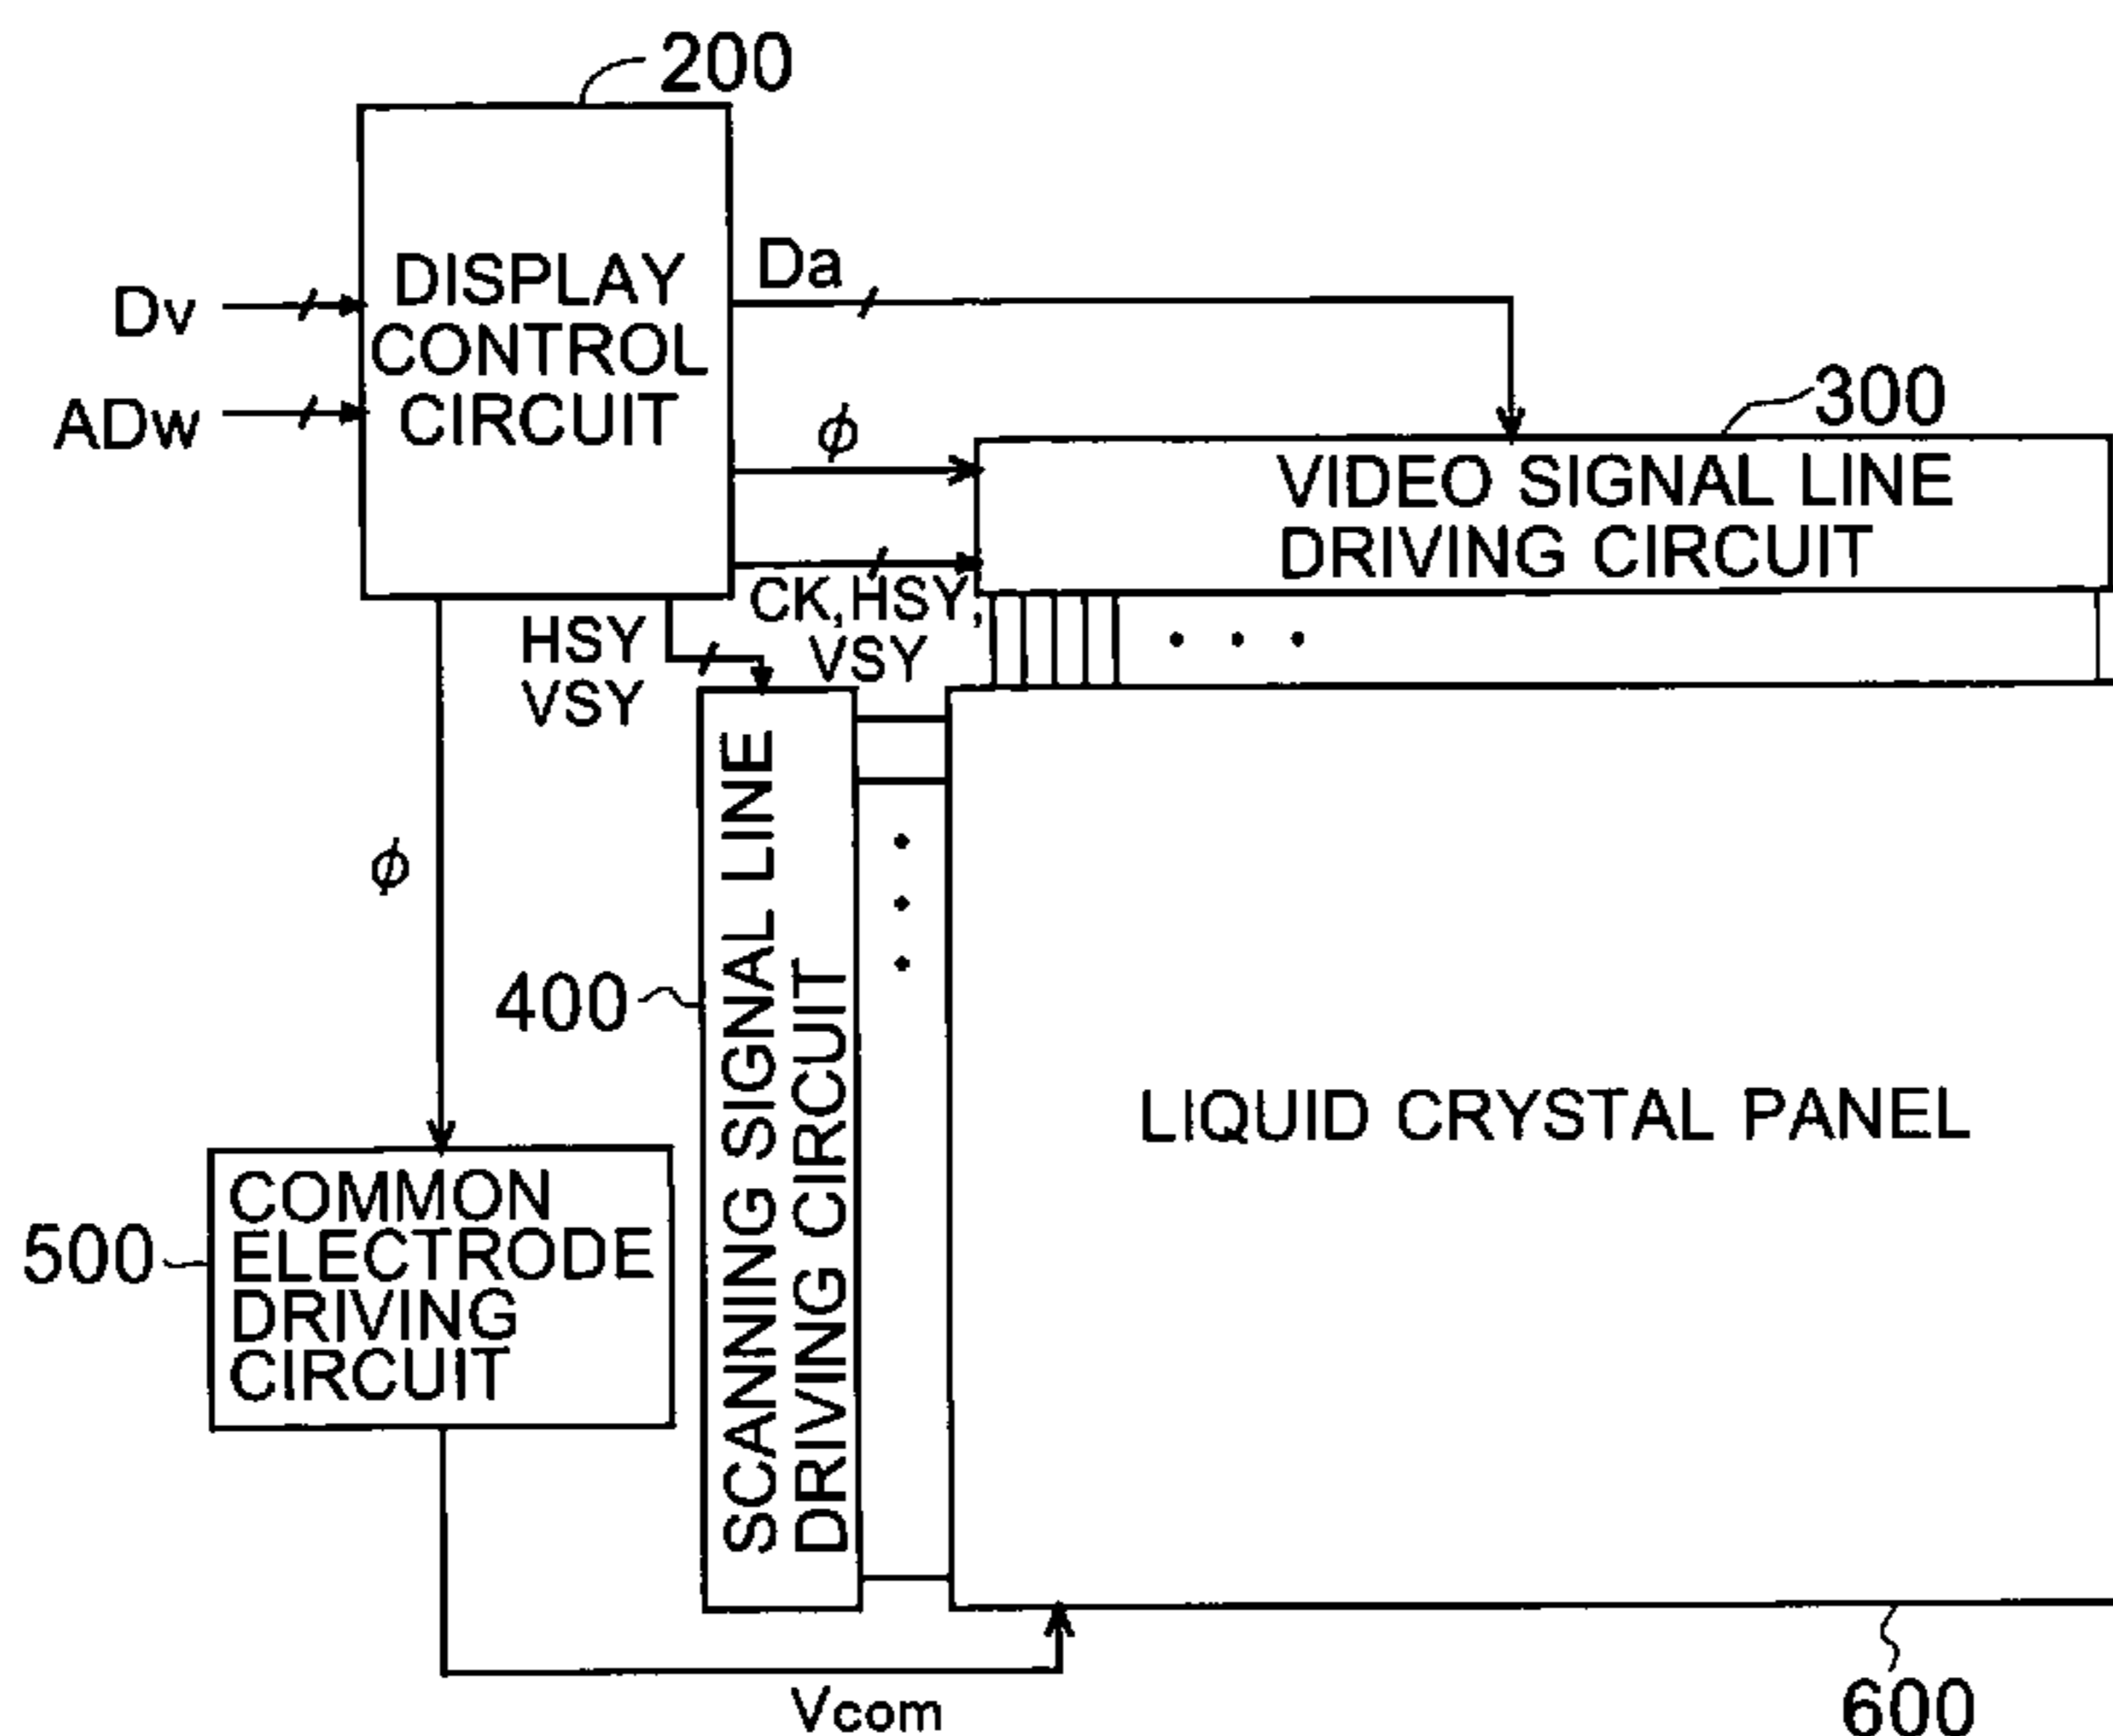 200
DISPLAY
CONTROL
CIRCUIT
Dv
ADw
Da
ϕ
300
VIDEO SIGNAL LINE
DRIVING CIRCUIT
CK,HSY,
VSY
HSY
VSY
ϕ
400
SCANNING SIGNAL LINE
DRIVING CIRCUIT
LIQUID CRYSTAL PANEL
500
COMMON
ELECTRODE
DRIVING
CIRCUIT
Vcom
600